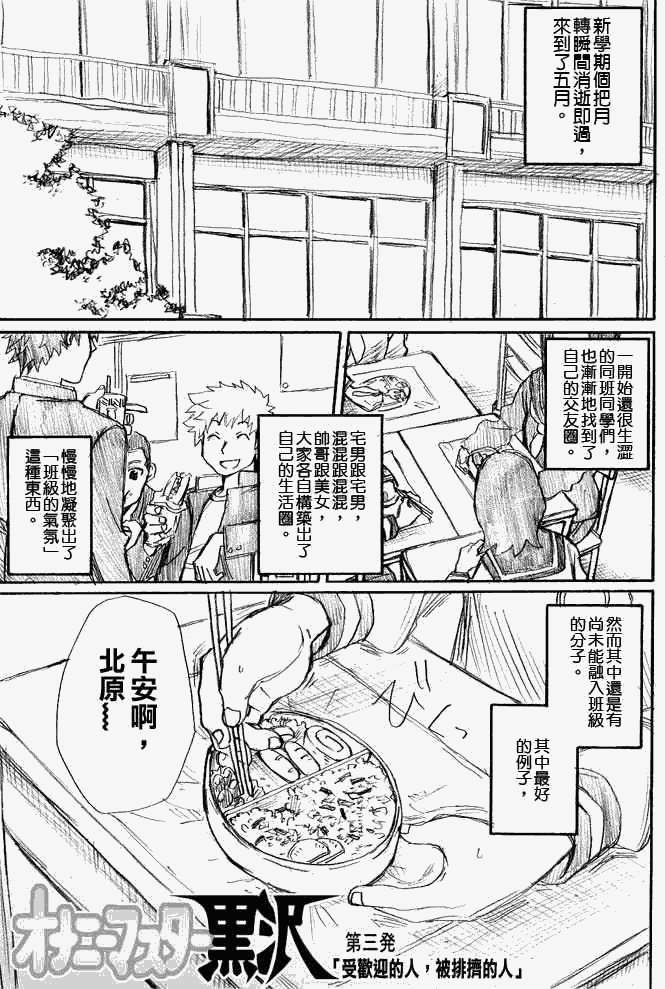 新學期個把月
轉瞬間消逝即過，
來到了五月。
一開始還很生澀
的同班同學們，
也漸漸地找到了
自己的交友圈。
宅男跟宅男，
混混跟混混，
帥哥跟美女，
大家各自構築出了
自己的生活圈。
慢慢地凝聚出了
「班級的氣氛」
這種東西。
然而其中還是有
尚未能融入班級
的分子。
其中最好
的例子，
午安啊，
北原~~
オナニーマスター黒沢
第三発
「受歡迎的人，被排擠的人」